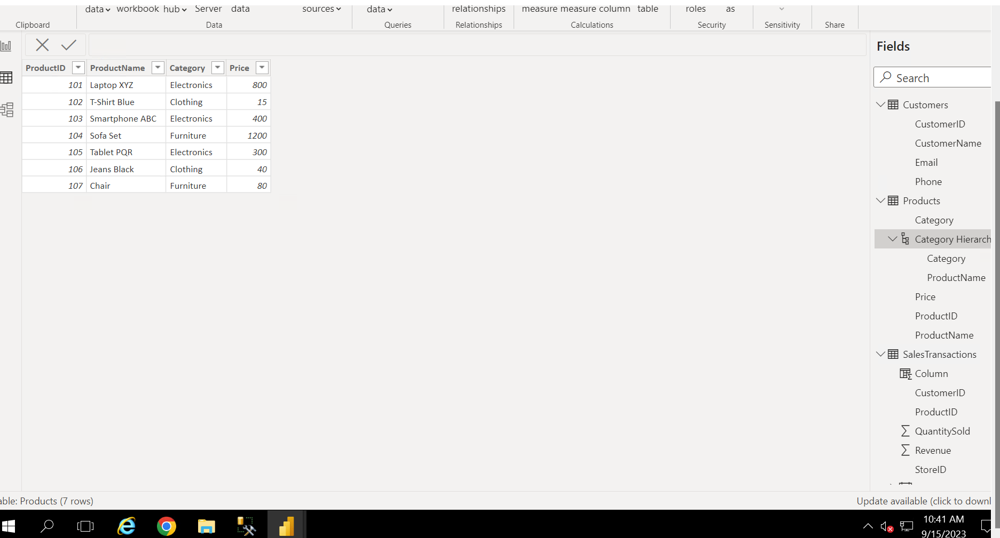 data workbook hub Server data sources data relationships measure measure column table roles as
Clipboard Data Queries Relationships Calculations Security Sensitivity Share
Fields
Search
ProductID ProductName Category Price
101 Laptop XYZ Electronics 800
102 T-Shirt Blue Clothing 15
103 Smartphone ABC Electronics 400
104 Sofa Set Furniture 1200
105 Tablet PQR Electronics 300
106 Jeans Black Clothing 40
107 Chair Furniture 80
Customers
CustomerID
CustomerName
Email
Phone
Products
Category
Category Hierarch
Category
ProductName
Price
ProductID
ProductName
SalesTransactions
Column
CustomerID
ProductID
QuantitySold
Revenue
StoreID
able: Products (7 rows)
Update available (click to downl
10:41 AM
9/15/2023